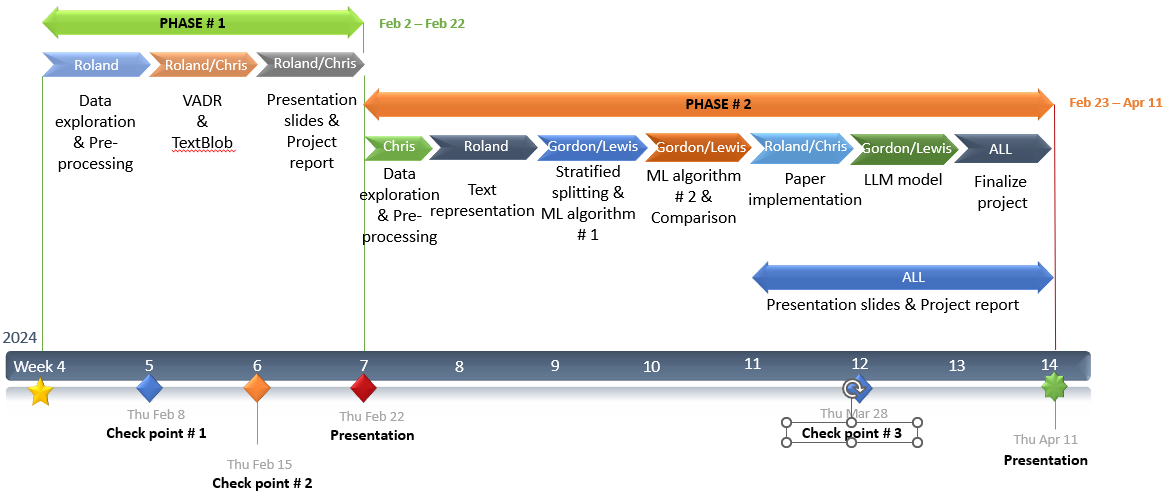 PHASE # 1
Feb 2 – Feb 22
Roland
Roland/Chris
Roland/Chris
Data
exploration
& Pre-
processing
VADR
&
TextBlob
Presentation
slides &
Project
report
PHASE # 2
Feb 23 – Apr 11
Chris
Roland
Gordon/Lewis
Gordon/Lewis
Roland/Chris
Gordon/Lewis
ALL
Data
exploration
& Pre-
processing
Text
representation
Stratified
splitting &
ML algorithm
# 1
ML algorithm
# 2 &
Comparison
Paper
implementation
LLM model
Finalize
project
ALL
Presentation slides & Project report
2024
Week 4
5
6
7
8
9
10
11
12
13
14
Thu Feb 8
Check point # 1
Thu Feb 15
Check point # 2
Thu Feb 22
Presentation
Thu Mar 28
Check point # 3
Thu Apr 11
Presentation